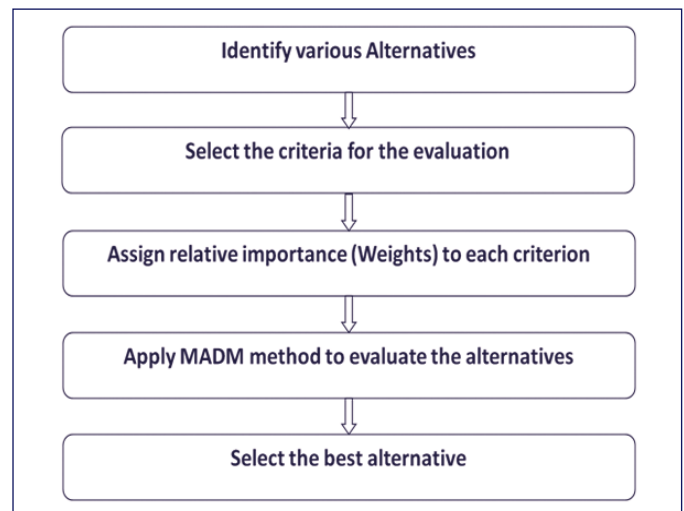 Identify various Alternatives
Select the criteria for the evaluation
Assign relative importance (Weights) to each criterion
Apply MADM method to evaluate the alternatives
Select the best alternative